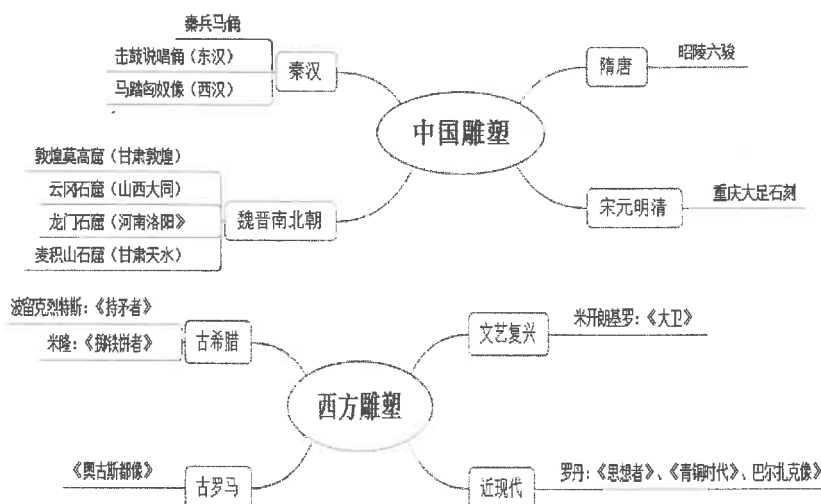 中国雕塑
秦汉
秦兵马俑
击鼓说唱俑（东汉）
马踏匈奴像（西汉）
魏晋南北朝
敦煌莫高窟（甘肃敦煌）
云冈石窟（山西大同）
龙门石窟（河南洛阳》
麦积山石窟（甘肃天水）
隋唐
昭陵六骏
宋元明清
重庆大足石刻
西方雕塑
古希腊
波留克烈特斯：《持矛者》
米隆：《掷铁饼者》
古罗马
《奥古斯都像》
文艺复兴
米开朗基罗：《大卫》
近现代
罗丹：《思想者》、《青铜时代》、巴尔扎克像》